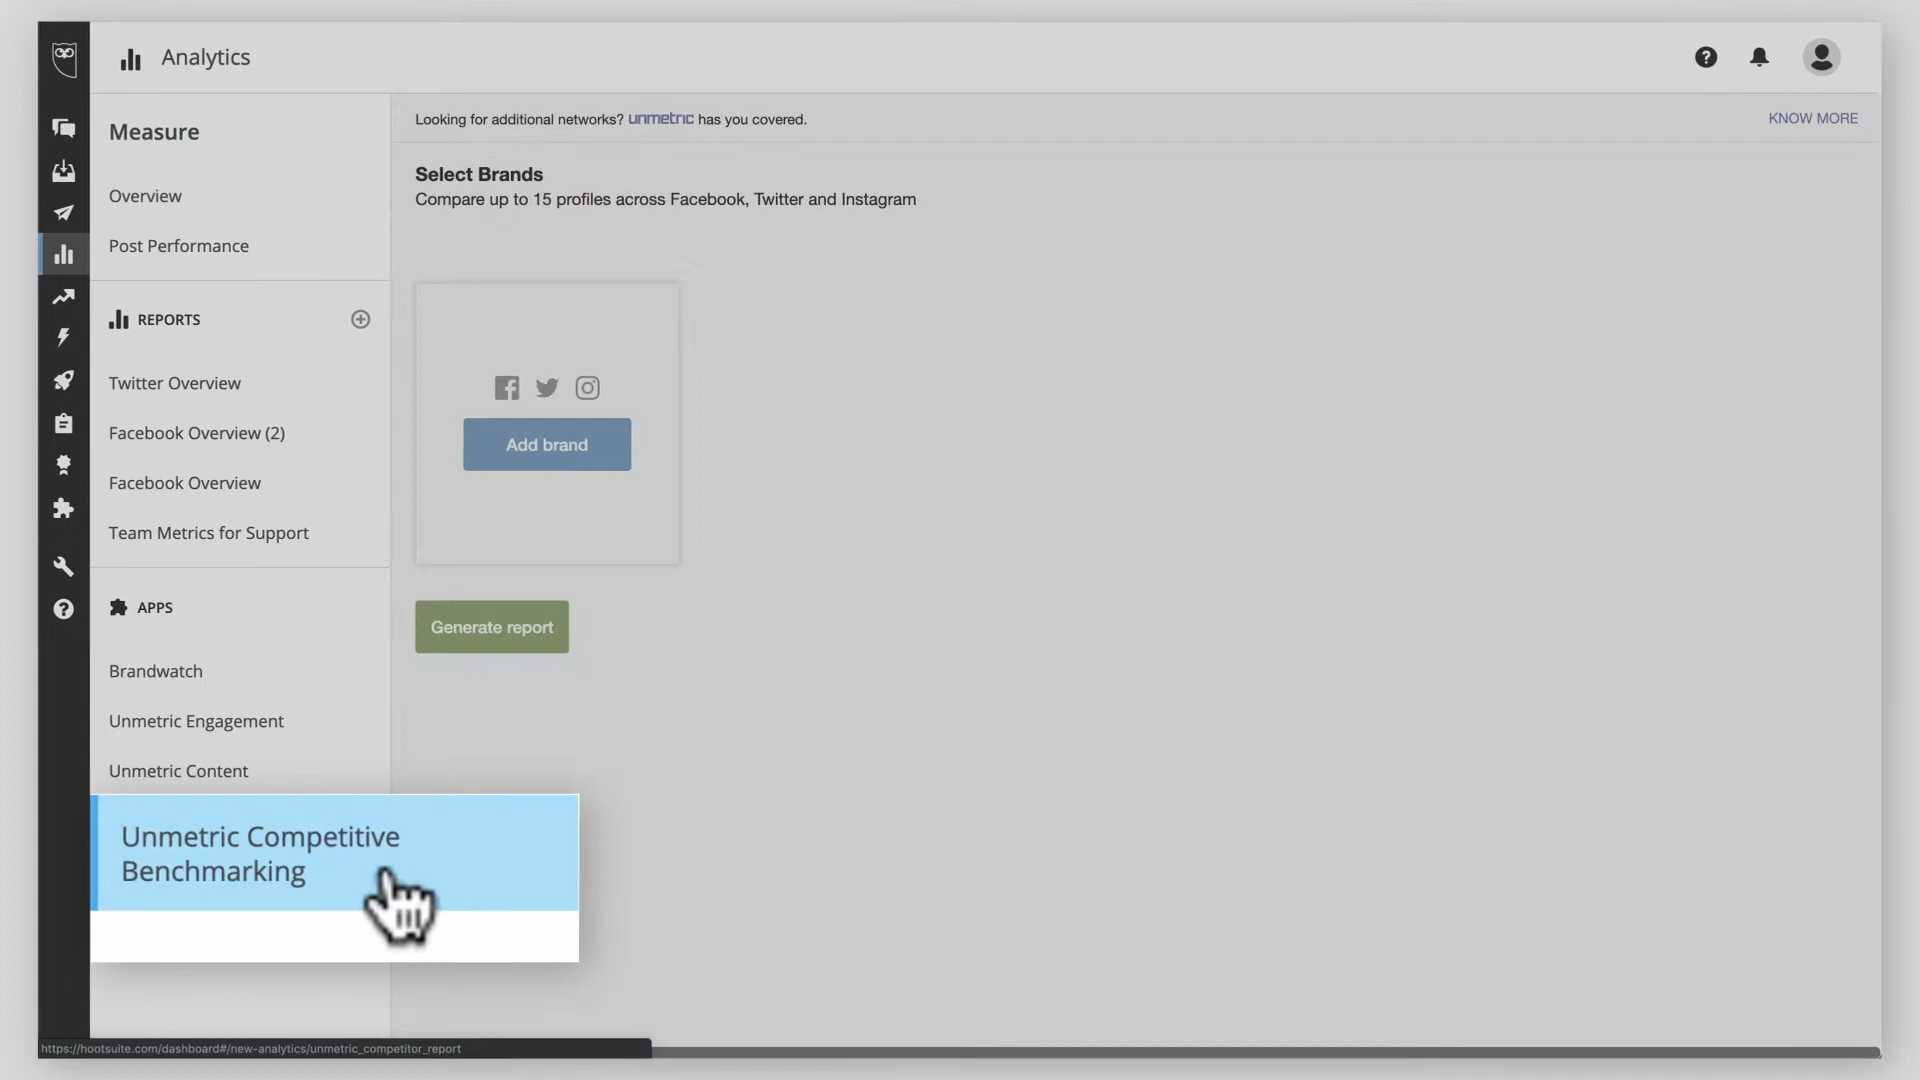 Analytics
Measure
Overview
Post Performance
REPORTS
Twitter Overview
Facebook Overview (2)
Facebook Overview
Team Metrics for Support
APPS
Brandwatch
Unmetric Engagement
Unmetric Content
Unmetric Competitive
Benchmarking
Looking for additional networks? unmetric has you covered.
KNOW MORE
Select Brands
Compare up to 15 profiles across Facebook, Twitter and Instagram
Add brand
Generate report
https://hootsuite.com/dashboard#/new-analytics/unmetric_competitor_report